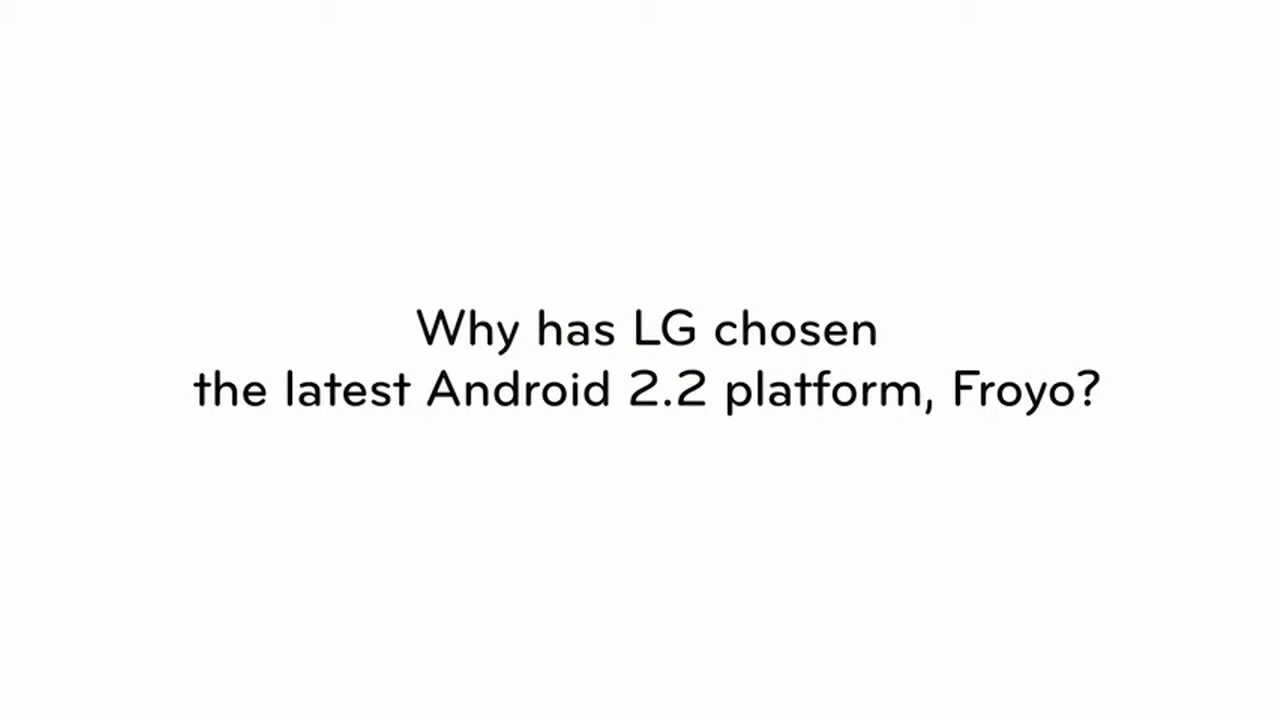 Why has LG chosen
the latest Android 2.2 platform, Froyo?